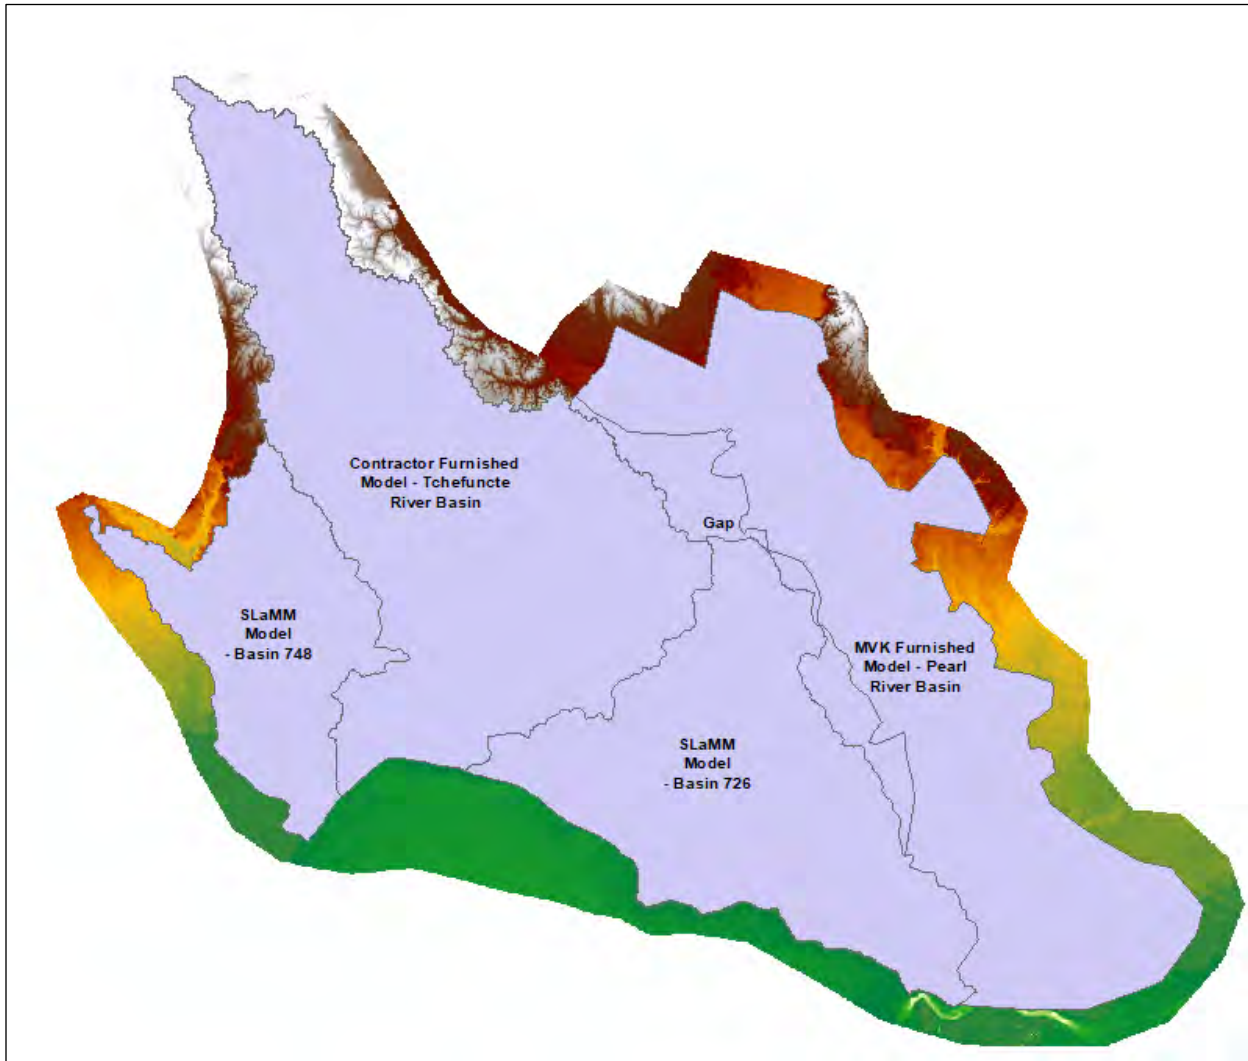 Contractor Furnished
Model - Tchefuncte
River Basin
Gap
SLaMM
Model
- Basin 748
MVK Furnished
Model - Pearl
River Basin
SLaMM
Model
- Basin 726